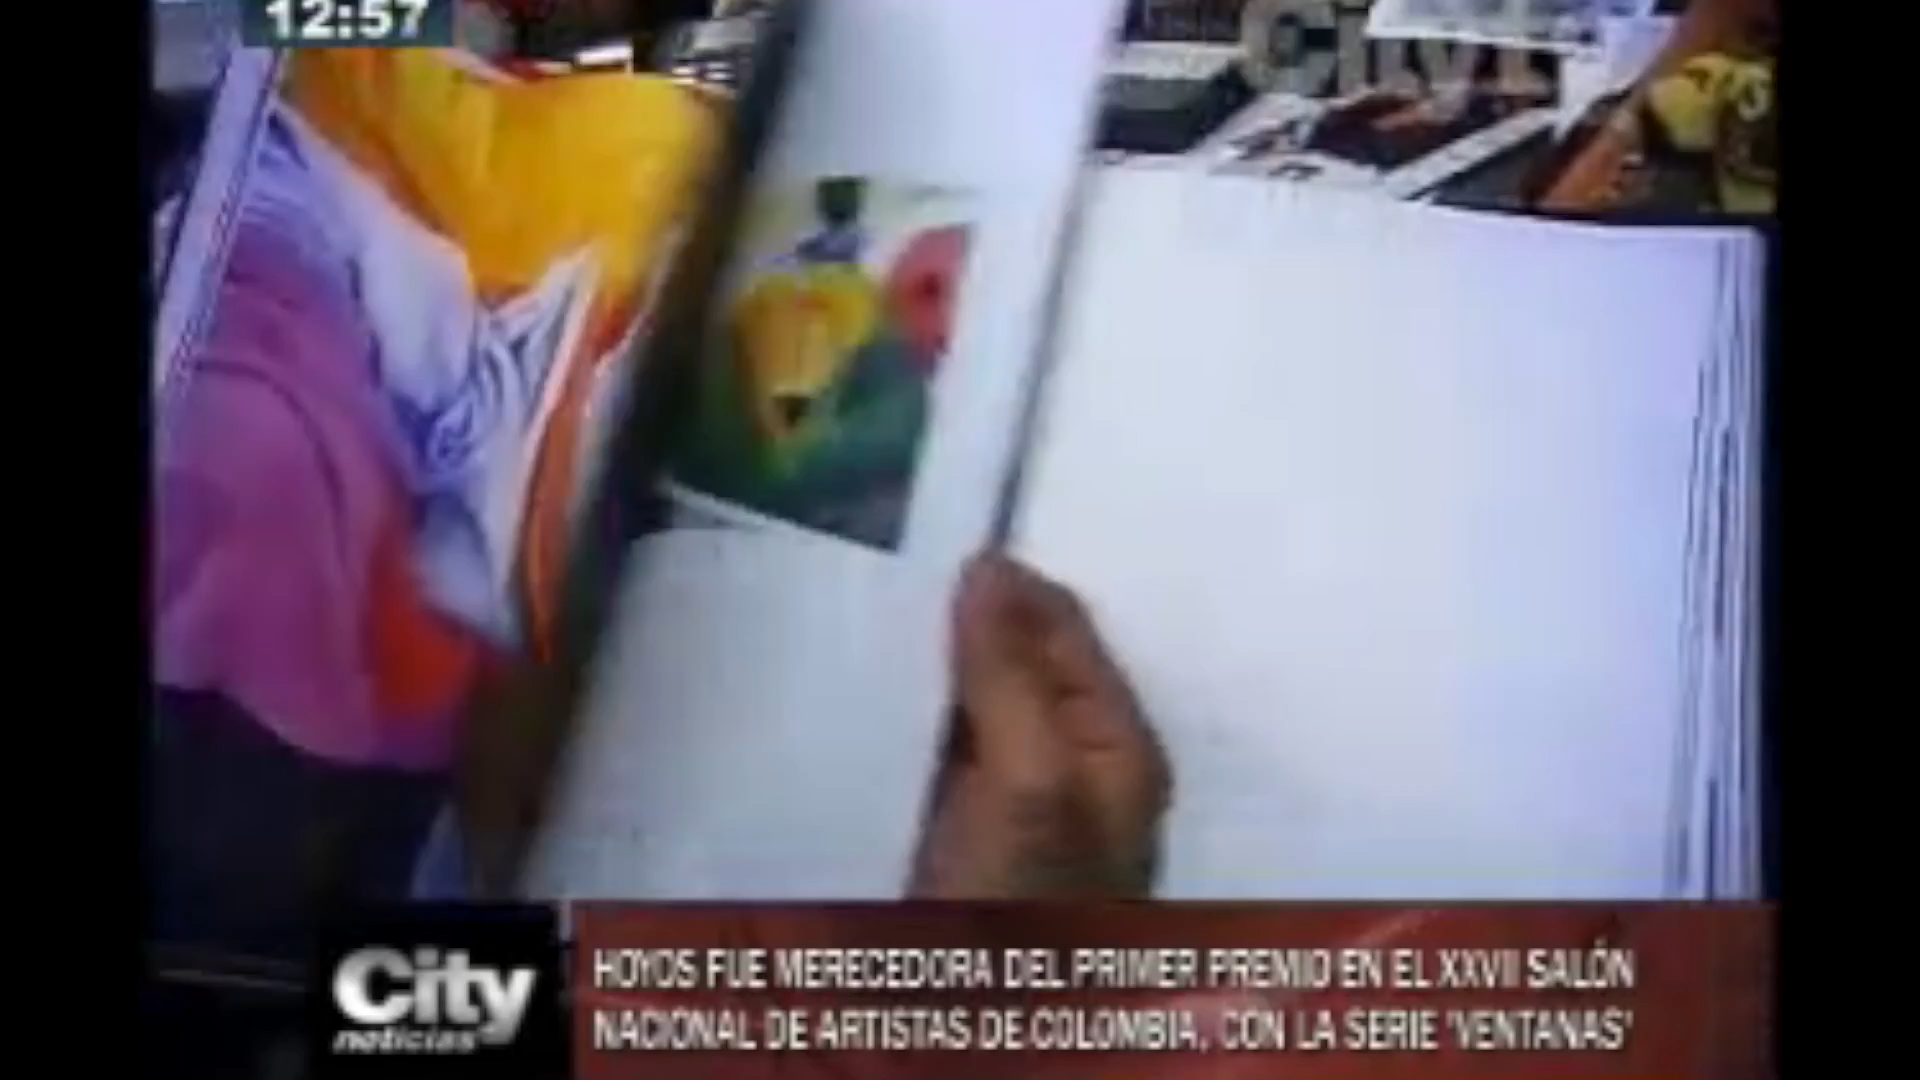 12:57
City
City
noticias
HOYOS FUE MERECEDORA DEL PRIMER PREMIO EN EL XXVII SALÓN
NACIONAL DE ARTISTAS DE COLOMBIA, CON LA SERIE 'VENTANAS'